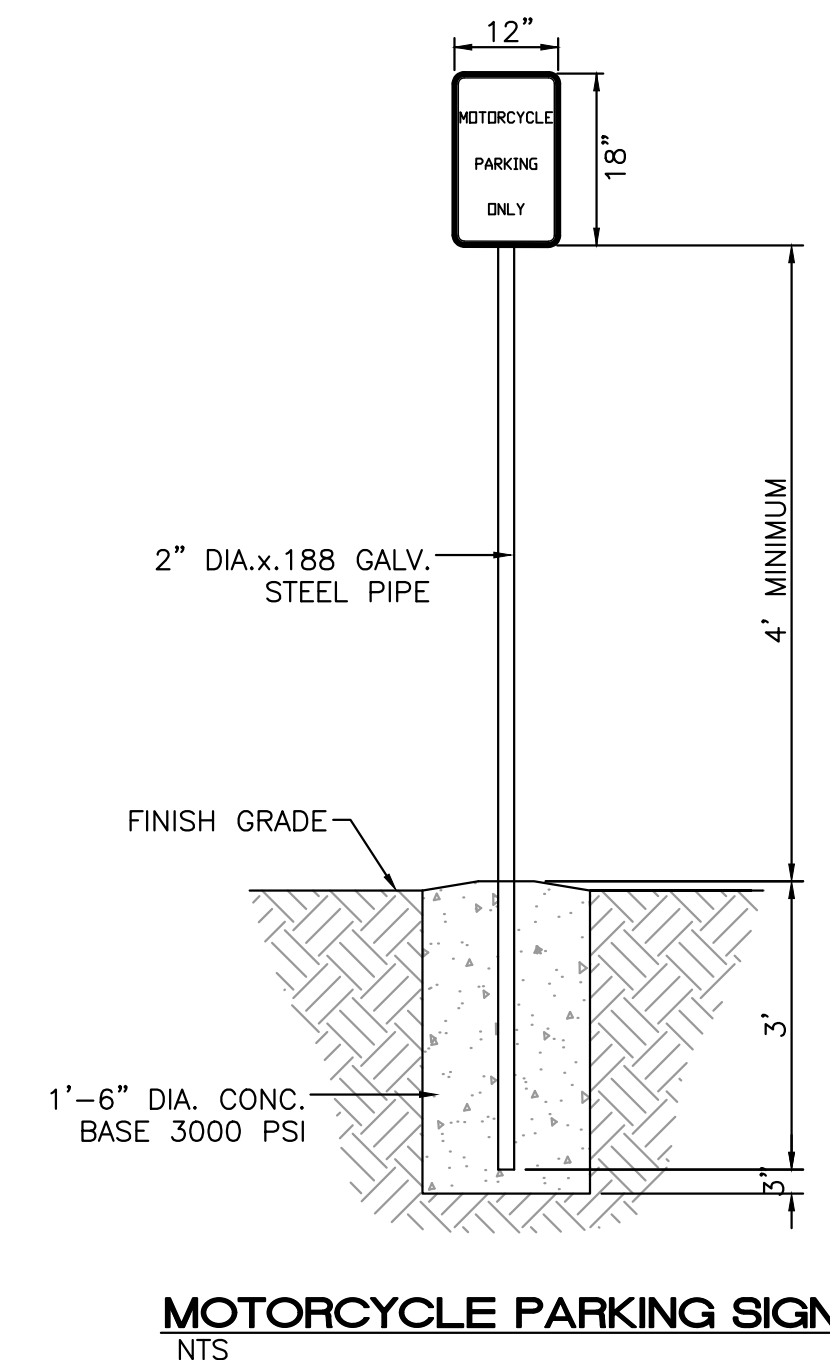 12”
MOTORCYCLE
PARKING
ONLY
18”
4’ MINIMUM
2” DIA.x.188 GALV.
STEEL PIPE
FINISH GRADE
3’
1’-6” DIA. CONC.
BASE 3000 PSI
3”
MOTORCYCLE PARKING SIGN
NTS